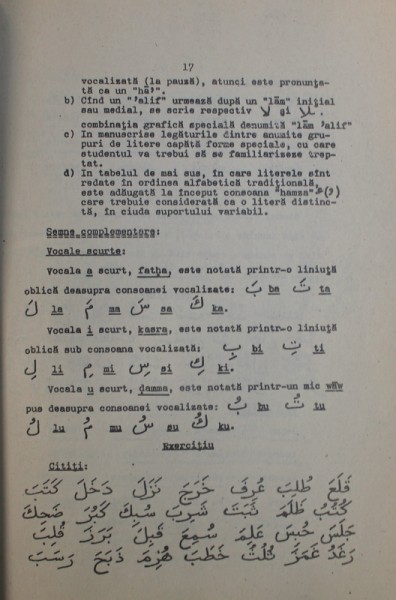 17
vocalizată (la pauză), atunci este pronunța-
tă ca un "hā'".
b) Cînd un "'alif" urmează după un "lām" inițial
sau medial, se scrie respectiv لا și ـلا
combinația grafică specială denumită "lām 'alif"
c) In manuscrise legăturile dintre anumite gru-
puri de litere capătă forme speciale, cu care
studentul va trebui să se familiarizeze trep-
tat.
d) In tabelul de mai sus, în care literele sînt
redate în ordinea alfabetică tradițională,
este adăugată la început consoana "hamza" (ء)
care trebuie considerată ca o literă distinc-
tă, în ciuda suportului variabil.
Semne complementare:
Vocale scurte:
Vocala a scurt, fatḥa, este notată printr-o liniuță
oblică deasupra consoanei vocalizate: بَ ba تَ ta
لَ la مَ ma سَ sa كَ ka.
Vocala i scurt, kasra, este notată printr-o liniuță
oblică sub consoana vocalizată: بِ bi تِ ti
لِ li مِ mi سِ si كِ ki.
Vocala u scurt, ḍamma, este notată printr-un mic wāw
pus deasupra consoanei vocalizate: بُ bu تُ tu
لُ lu مُ mu سُ su كُ ku.
Exercițiu
Citiți:
كَتَبَ دَخَلَ نَزَلَ خَرَجَ عُرِفَ طُلِبَ قَلَعَ
ضَحِكَ كَبُرَ سُبِكَ شَرِبَ ثَبَتَ ظَلَمَ كُتُبُ
قُلِبَ بَرَزَ قَبِلَ سُمِعَ عَلِمَ حُبِسَ جَلَسَ
رَسَبَ ذَبَحَ هُزِمَ خَطَبَ ثُلُثُ غَمَزَ رَغَدُ